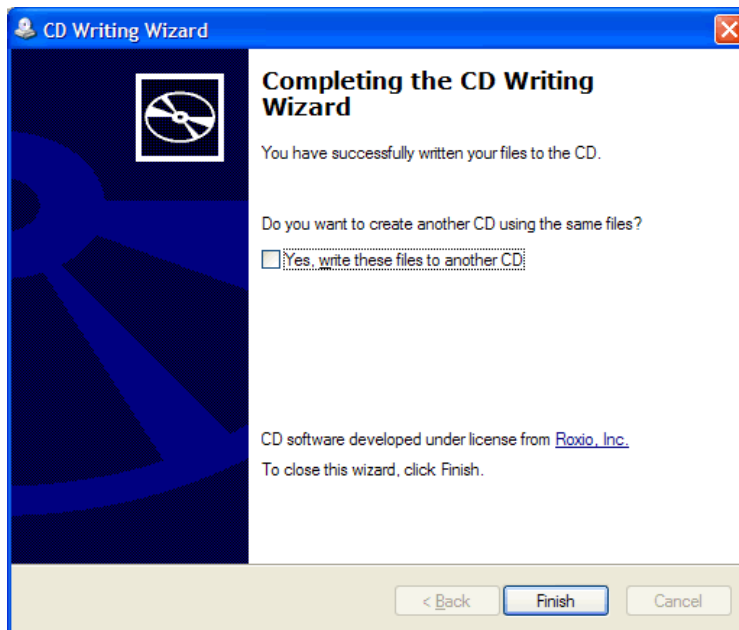 CD Writing Wizard
Completing the CD Writing
Wizard
You have successfully written your files to the CD.
Do you want to create another CD using the same files?
Yes, write these files to another CD
CD software developed under license from Roxio, Inc.
To close this wizard, click Finish.
< Back
Finish
Cancel